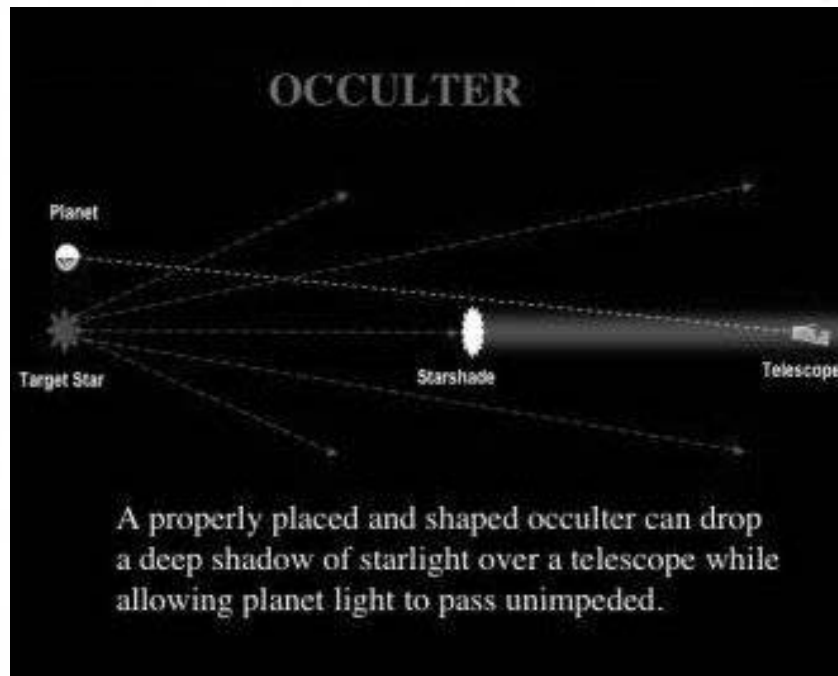 OCCULTER
Planet
Target Star
Starshade
Telescope
A properly placed and shaped occulter can drop
a deep shadow of starlight over a telescope while
allowing planet light to pass unimpeded.